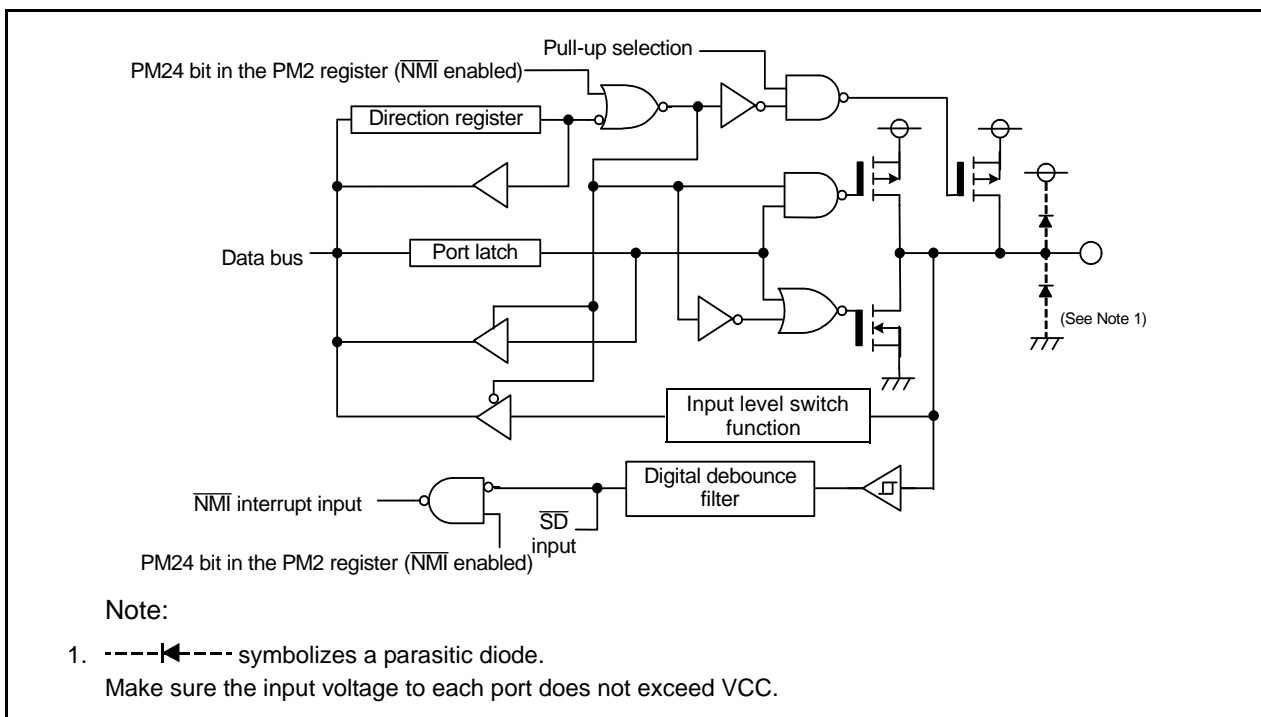 Pull-up selection
PM24 bit in the PM2 register (NMI enabled)
Direction register
Data bus
Port latch
(See Note 1)
Input level switch
function
Digital debounce
filter
NMI interrupt input
SD
input
PM24 bit in the PM2 register (NMI enabled)
Note:
1. symbolizes a parasitic diode.
Make sure the input voltage to each port does not exceed VCC.